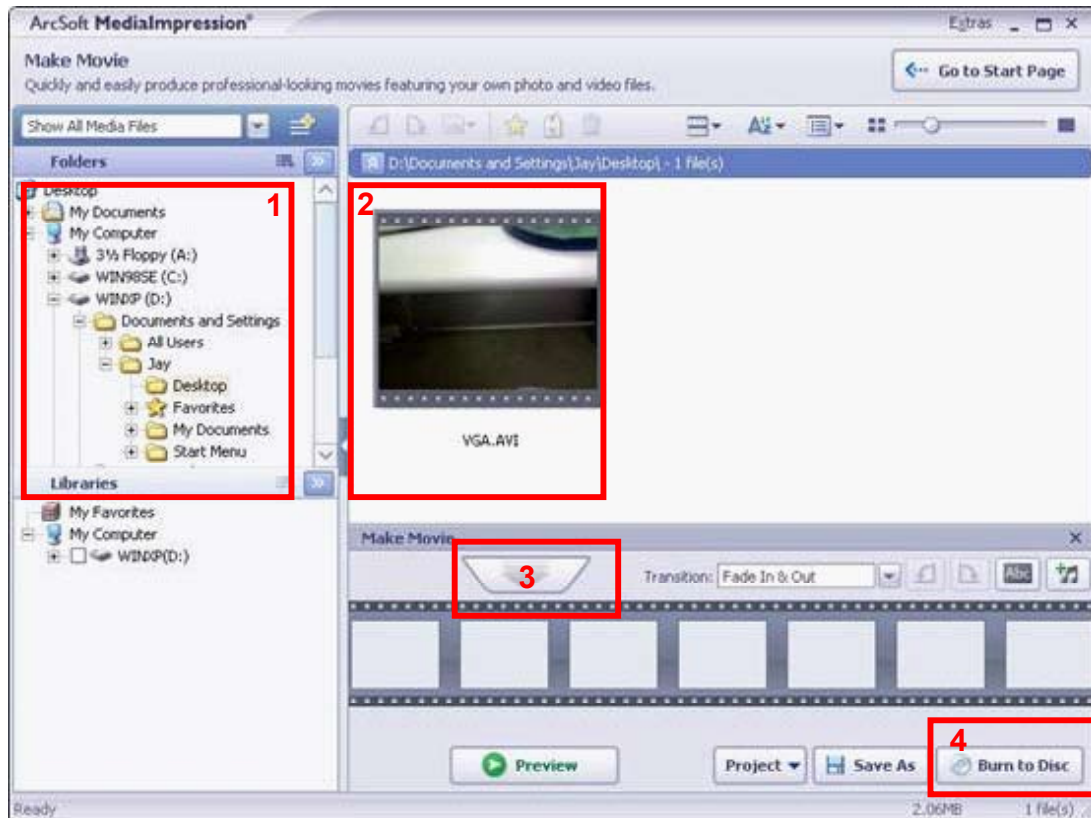 ArcSoft MediaImpression® Extras
Make Movie
Quickly and easily produce professional-looking movies featuring your own photo and video files.
Go to Start Page
Show All Media Files
Folders
D:\Documents and Settings\Jay\Desktop\ - 1 file(s)
Desktop
1
My Documents
My Computer
3½ Floppy (A:)
WIN98SE (C:)
WINXP (D:)
Documents and Settings
All Users
Jay
Desktop
Favorites
My Documents
Start Menu
2
VGA.AVI
Libraries
My Favorites
My Computer
WINXP(D:)
Make Movie
3
Transition: Fade In & Out
Abc
4
Preview
Project
Save As
Burn to Disc
Ready
2.06MB
1 file(s)